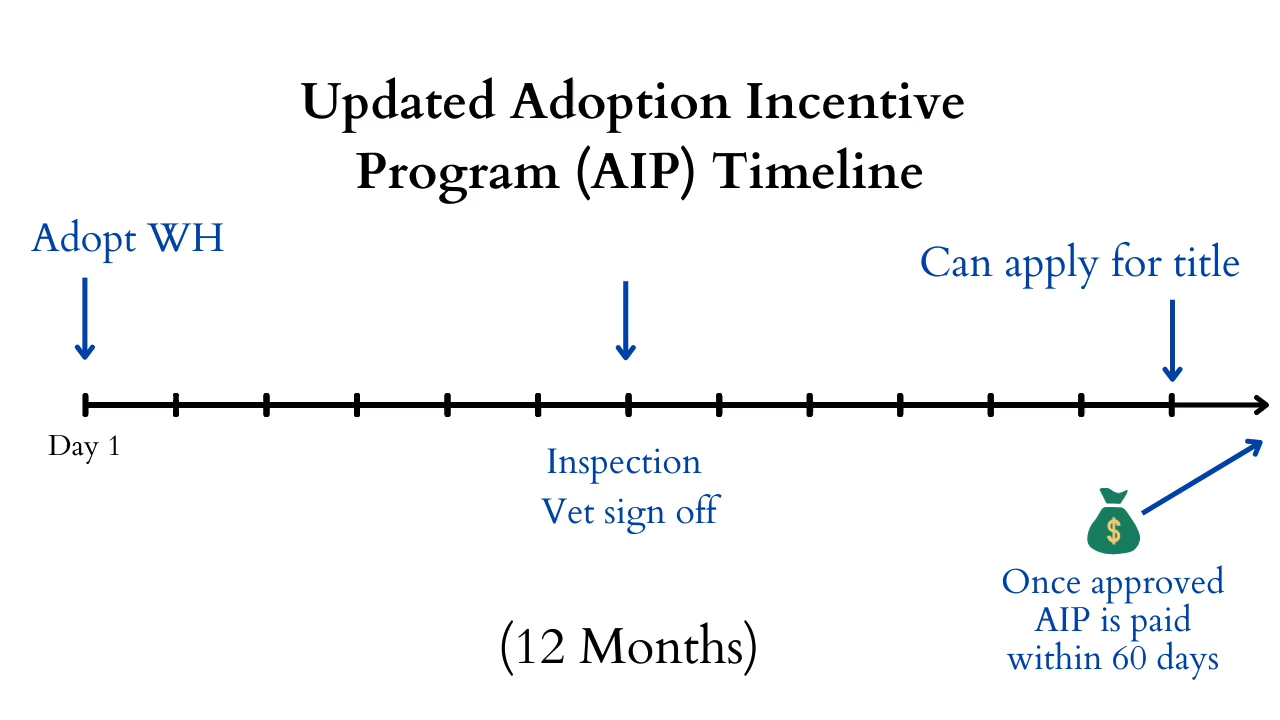 Updated Adoption Incentive
Program (AIP) Timeline
Adopt WH
Can apply for title
Day 1
Inspection
Vet sign off
$
Once approved
AIP is paid
within 60 days
(12 Months)